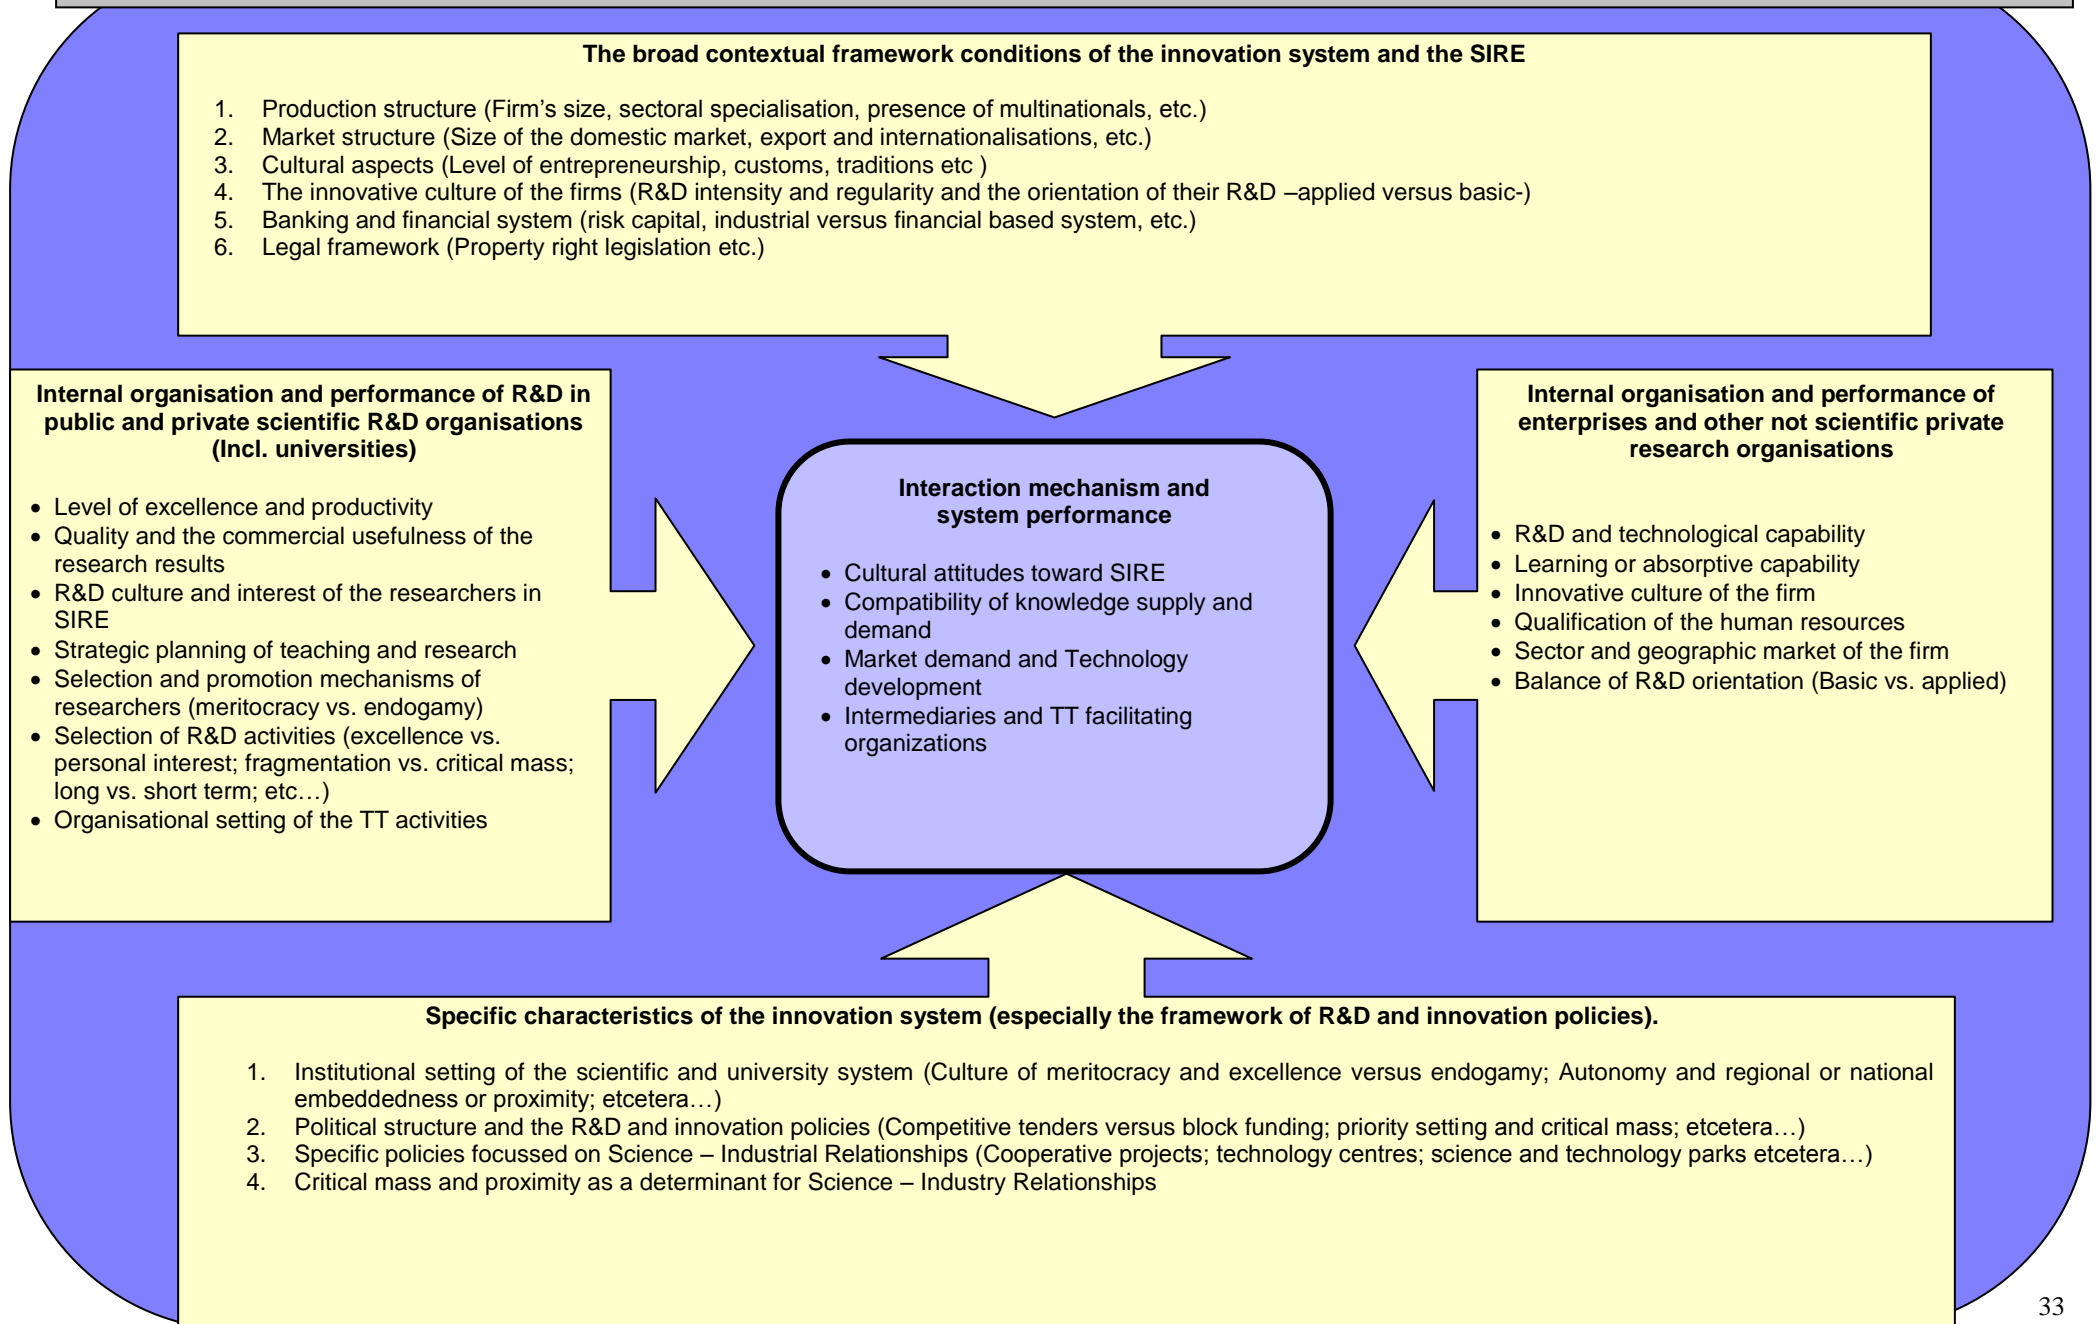 The broad contextual framework conditions of the innovation system and the SIRE
1. Production structure (Firm's size, sectoral specialisation, presence of multinationals, etc.)
2. Market structure (Size of the domestic market, export and internationalisations, etc.)
3. Cultural aspects (Level of entrepreneurship, customs, traditions etc )
4. The innovative culture of the firms (R&D intensity and regularity and the orientation of their R&D –applied versus basic-)
5. Banking and financial system (risk capital, industrial versus financial based system, etc.)
6. Legal framework (Property right legislation etc.)
Internal organisation and performance of R&D in
public and private scientific R&D organisations
(Incl. universities)
• Level of excellence and productivity
• Quality and the commercial usefulness of the
research results
• R&D culture and interest of the researchers in
SIRE
• Strategic planning of teaching and research
• Selection and promotion mechanisms of
researchers (meritocracy vs. endogamy)
• Selection of R&D activities (excellence vs.
personal interest; fragmentation vs. critical mass;
long vs. short term; etc…)
• Organisational setting of the TT activities
Interaction mechanism and
system performance
• Cultural attitudes toward SIRE
• Compatibility of knowledge supply and
demand
• Market demand and Technology
development
• Intermediaries and TT facilitating
organizations
Internal organisation and performance of
enterprises and other not scientific private
research organisations
• R&D and technological capability
• Learning or absorptive capability
• Innovative culture of the firm
• Qualification of the human resources
• Sector and geographic market of the firm
• Balance of R&D orientation (Basic vs. applied)
Specific characteristics of the innovation system (especially the framework of R&D and innovation policies).
1. Institutional setting of the scientific and university system (Culture of meritocracy and excellence versus endogamy; Autonomy and regional or national
embeddedness or proximity; etcetera…)
2. Political structure and the R&D and innovation policies (Competitive tenders versus block funding; priority setting and critical mass; etcetera…)
3. Specific policies focussed on Science – Industrial Relationships (Cooperative projects; technology centres; science and technology parks etcetera…)
4. Critical mass and proximity as a determinant for Science – Industry Relationships
33